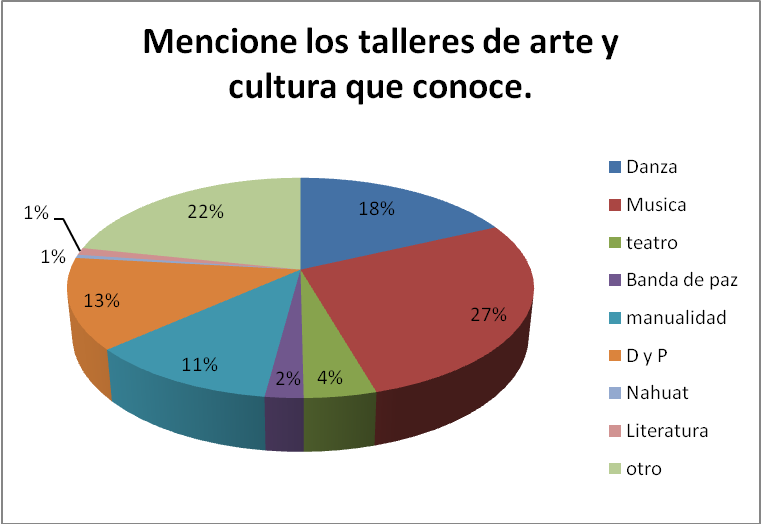 Mencione los talleres de arte y
cultura que conoce.
Danza
Musica
teatro
Banda de paz
manualidad
D y P
Nahuat
Literatura
otro
18%
27%
4%
2%
11%
13%
1%
1%
22%